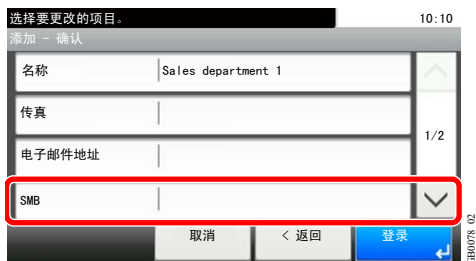 选择要更改的项目。 10:10
添加 - 确认
名称 Sales department 1
传真
电子邮件地址
1/2
SMB
取消 < 返回 登录
GB0078_02